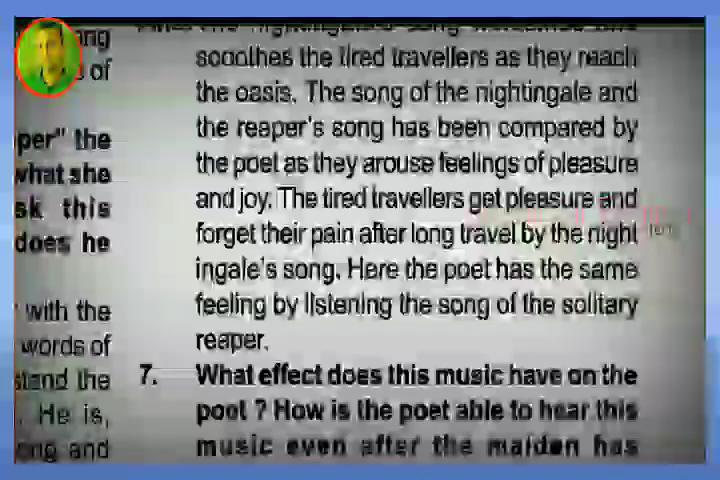 ang
of
per" the
what she
sk this
does he
with the
words of
stand the
. He is,
ong and
soothes the tired travellers as they reach
the oasis. The song of the nightingale and
the reaper's song has been compared by
the poet as they arouse feelings of pleasure
and joy. The tired travellers get pleasure and
forget their pain after long travel by the night
ingale's song. Here the poet has the same
feeling by listening the song of the solitary
reaper.
7. What effect does this music have on the
poet ? How is the poet able to hear this
music even after the maiden has